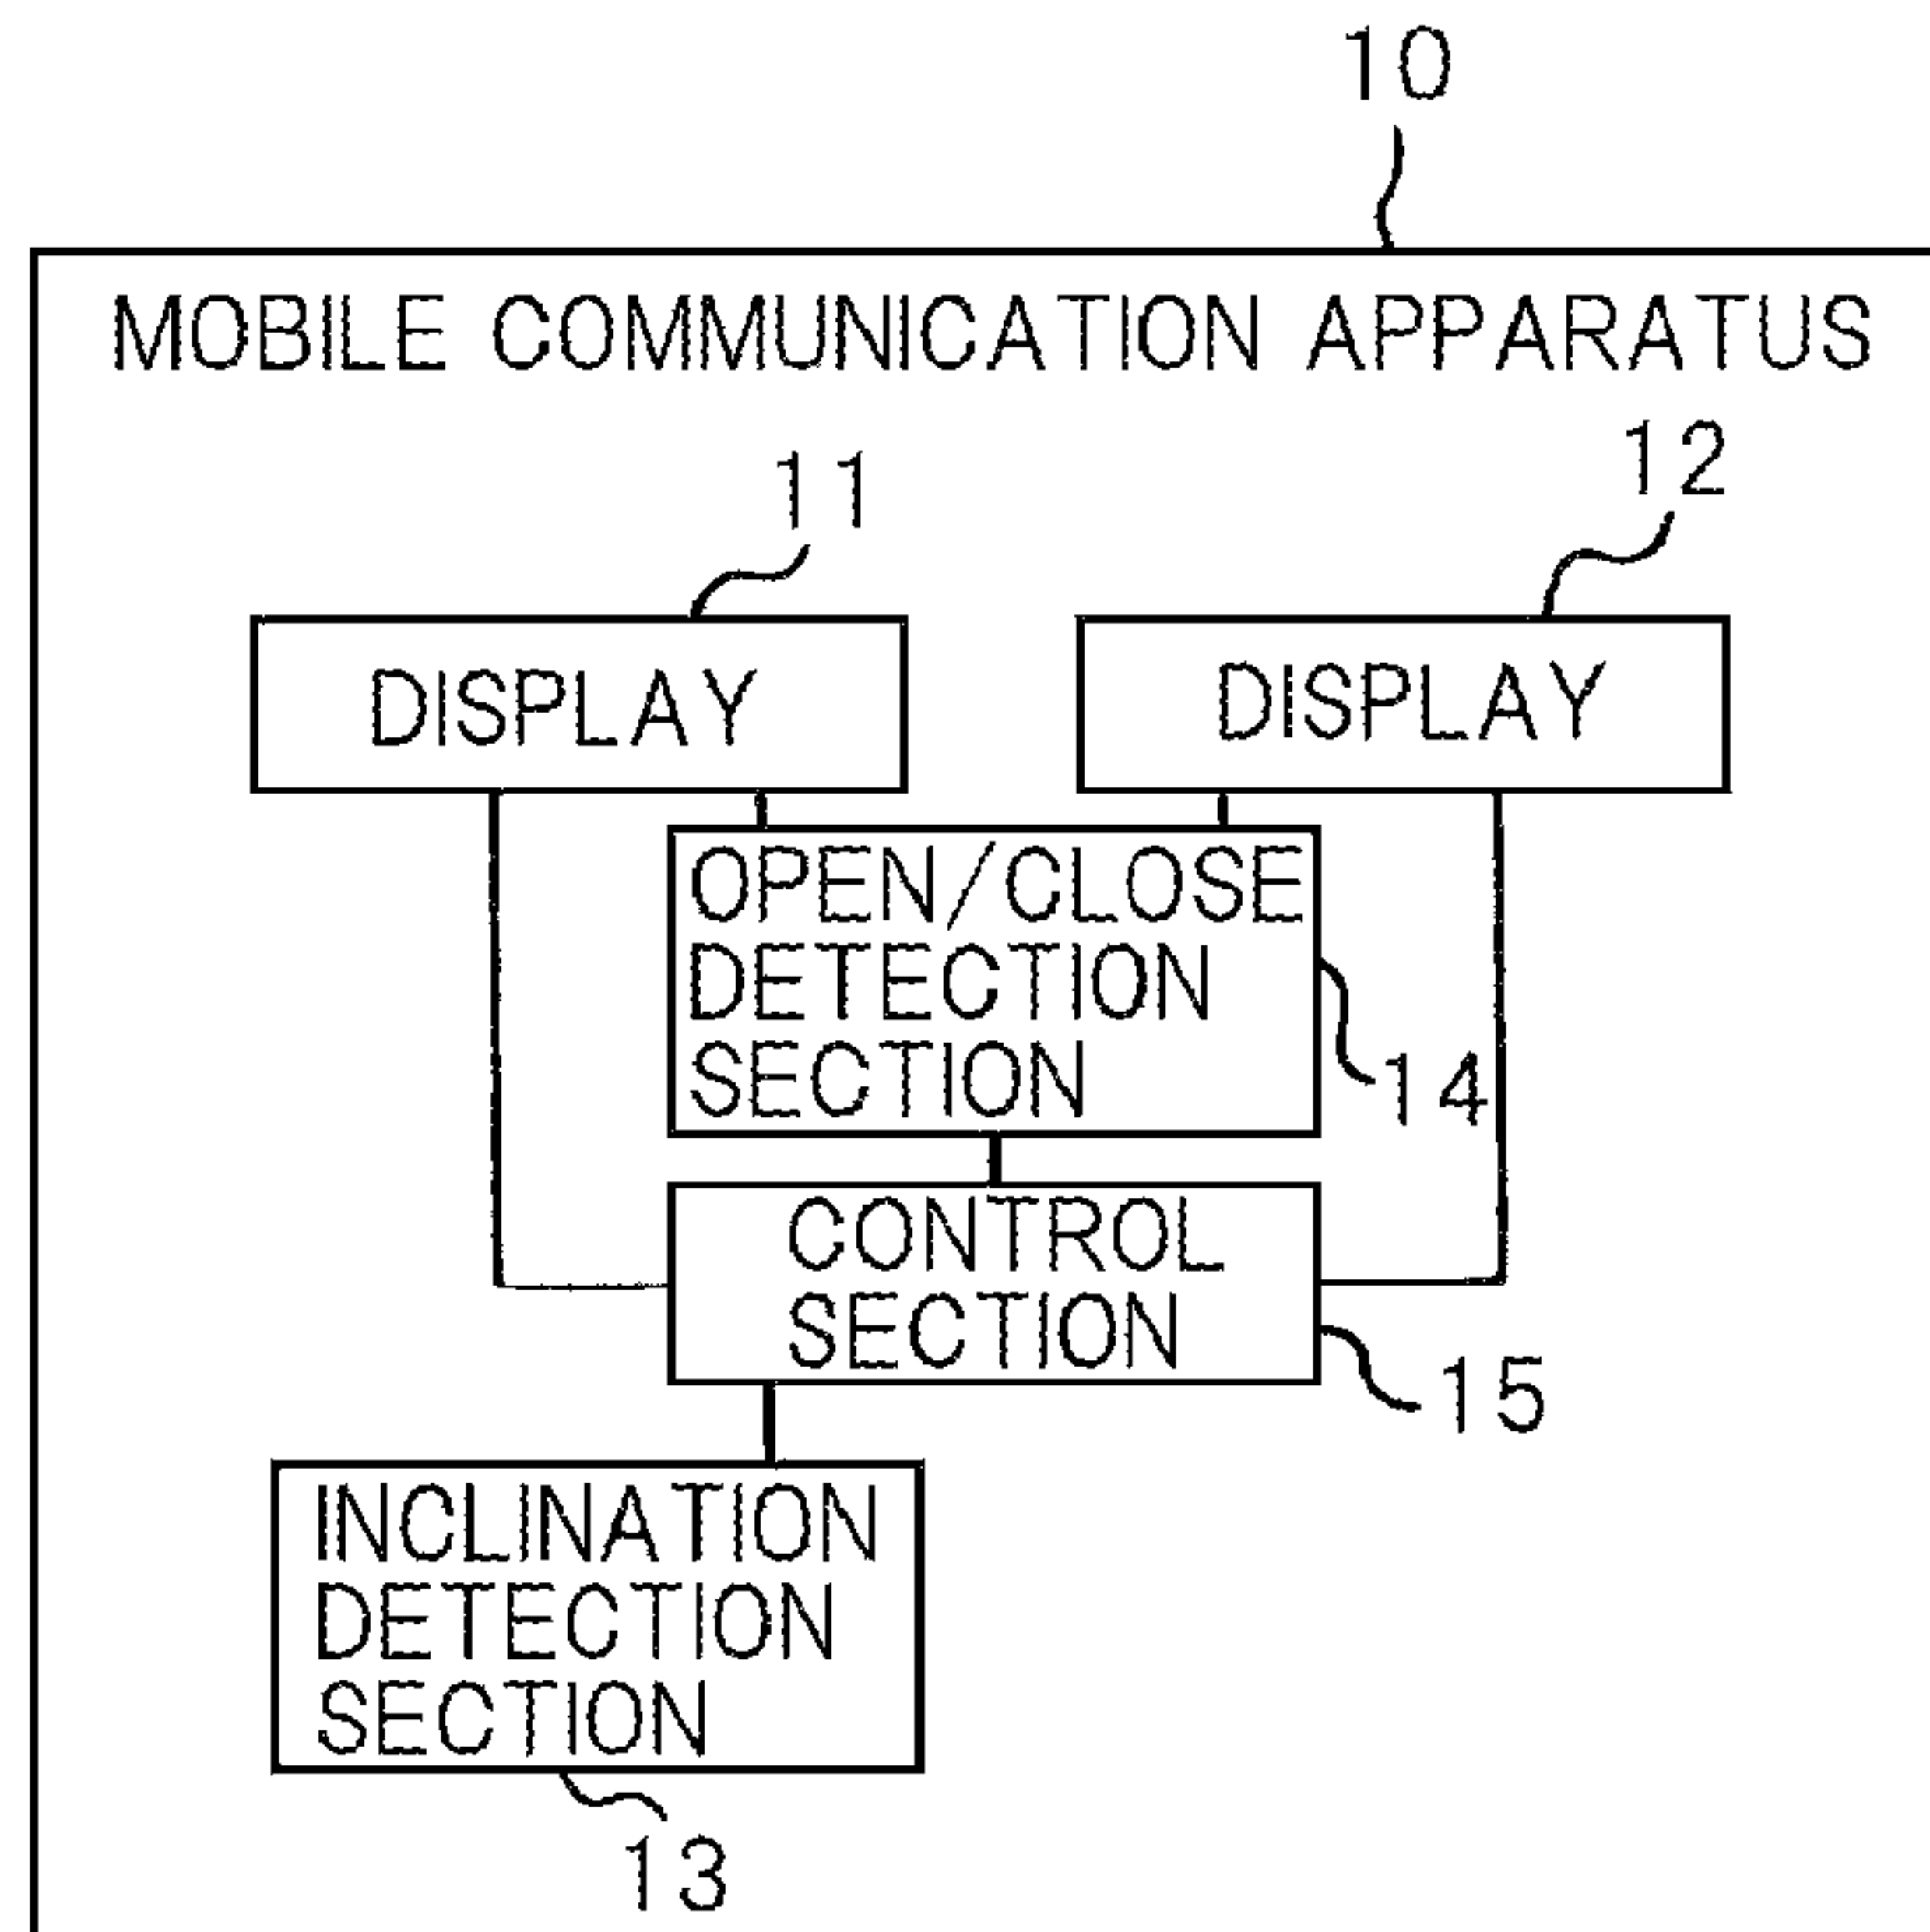 10
MOBILE COMMUNICATION APPARATUS
11
12
DISPLAY
DISPLAY
OPEN/CLOSE
DETECTION
SECTION
14
CONTROL
SECTION
15
INCLINATION
DETECTION
SECTION
13